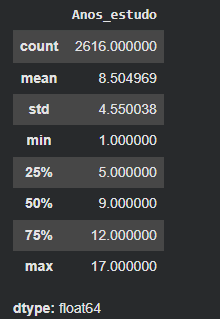 Anos_estudo
count 2616.000000
mean 8.504969
std 4.550038
min 1.000000
25% 5.000000
50% 9.000000
75% 12.000000
max 17.000000
dtype: float64